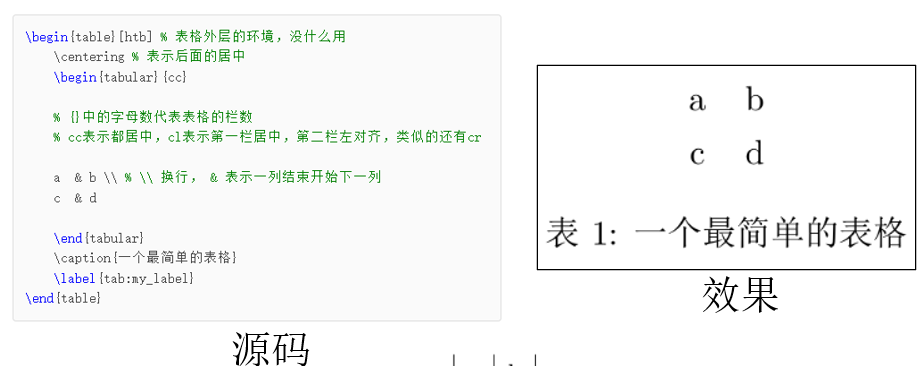 \begin{table}[htb] % 表格外层的环境，没什么用
\centering % 表示后面的居中
\begin{tabular}{cc}
% {}中的字母数代表表格的栏数
% cc表示都居中，cl表示第一栏居中，第二栏左对齐，类似的还有cr
a & b \\ % \\ 换行， & 表示一列结束开始下一列
c & d
\end{tabular}
\caption{一个最简单的表格}
\label{tab:my_label}
\end{table}
源码
a b
c d
表 1: 一个最简单的表格
效果